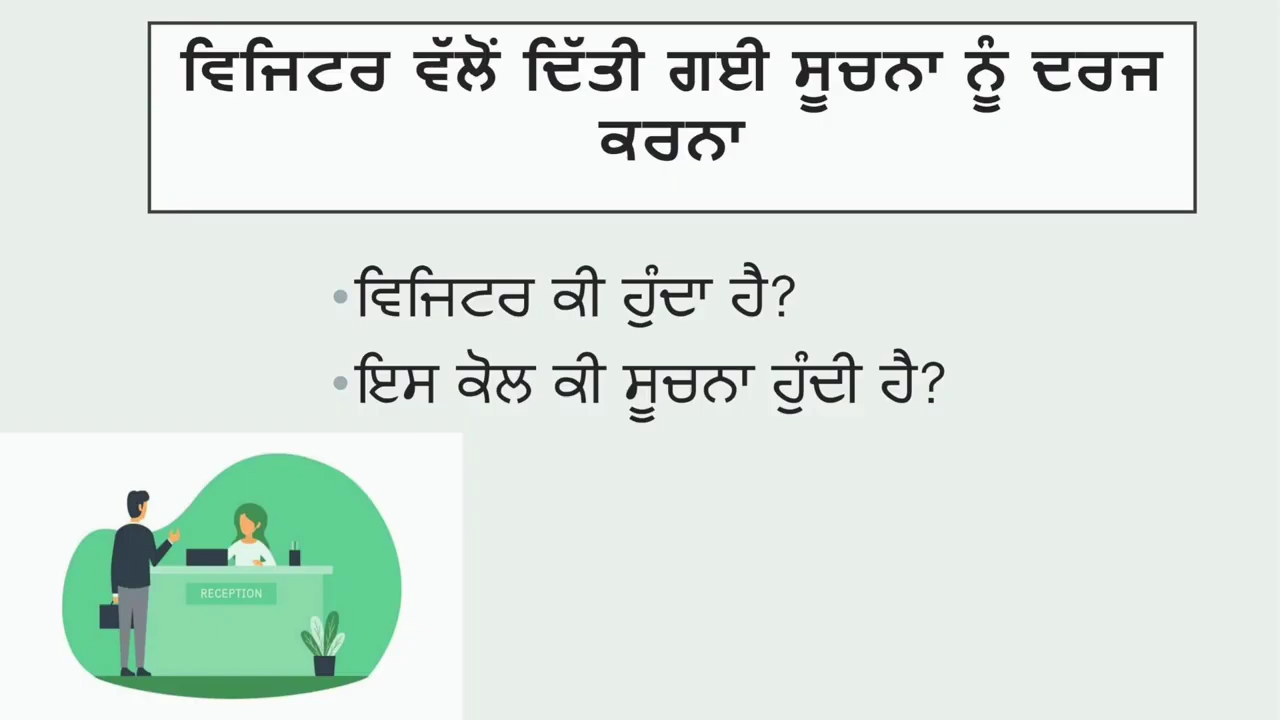 ਵਿਜਿਟਰ ਵੱਲੋਂ ਦਿੱਤੀ ਗਈ ਸੂਚਨਾ ਨੂੰ ਦਰਜ
ਕਰਨਾ
•ਵਿਜਿਟਰ ਕੀ ਹੁੰਦਾ ਹੈ?
•ਇਸ ਕੋਲ ਕੀ ਸੂਚਨਾ ਹੁੰਦੀ ਹੈ?
RECEPTION